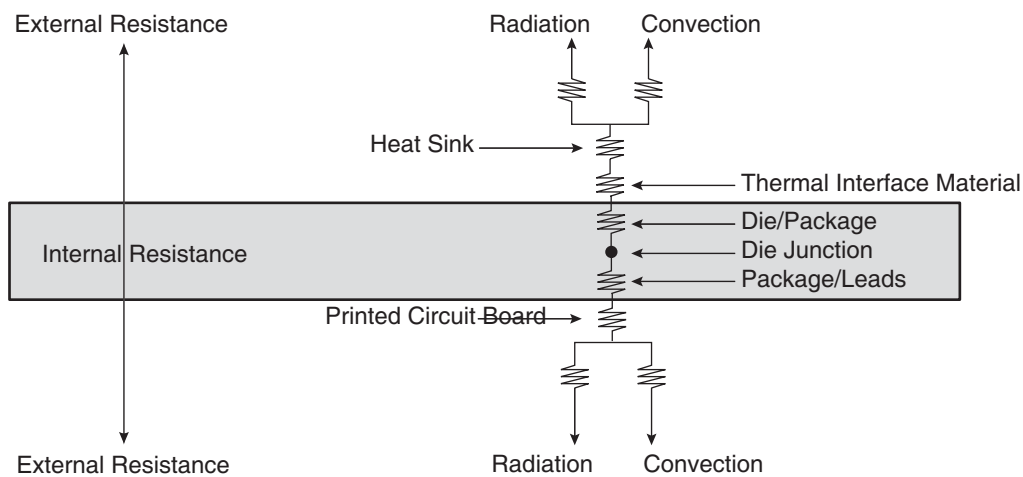 External Resistance
Radiation
Convection
Heat Sink
Thermal Interface Material
Die/Package
Internal Resistance
Die Junction
Package/Leads
Printed Circuit Board
External Resistance
Radiation
Convection